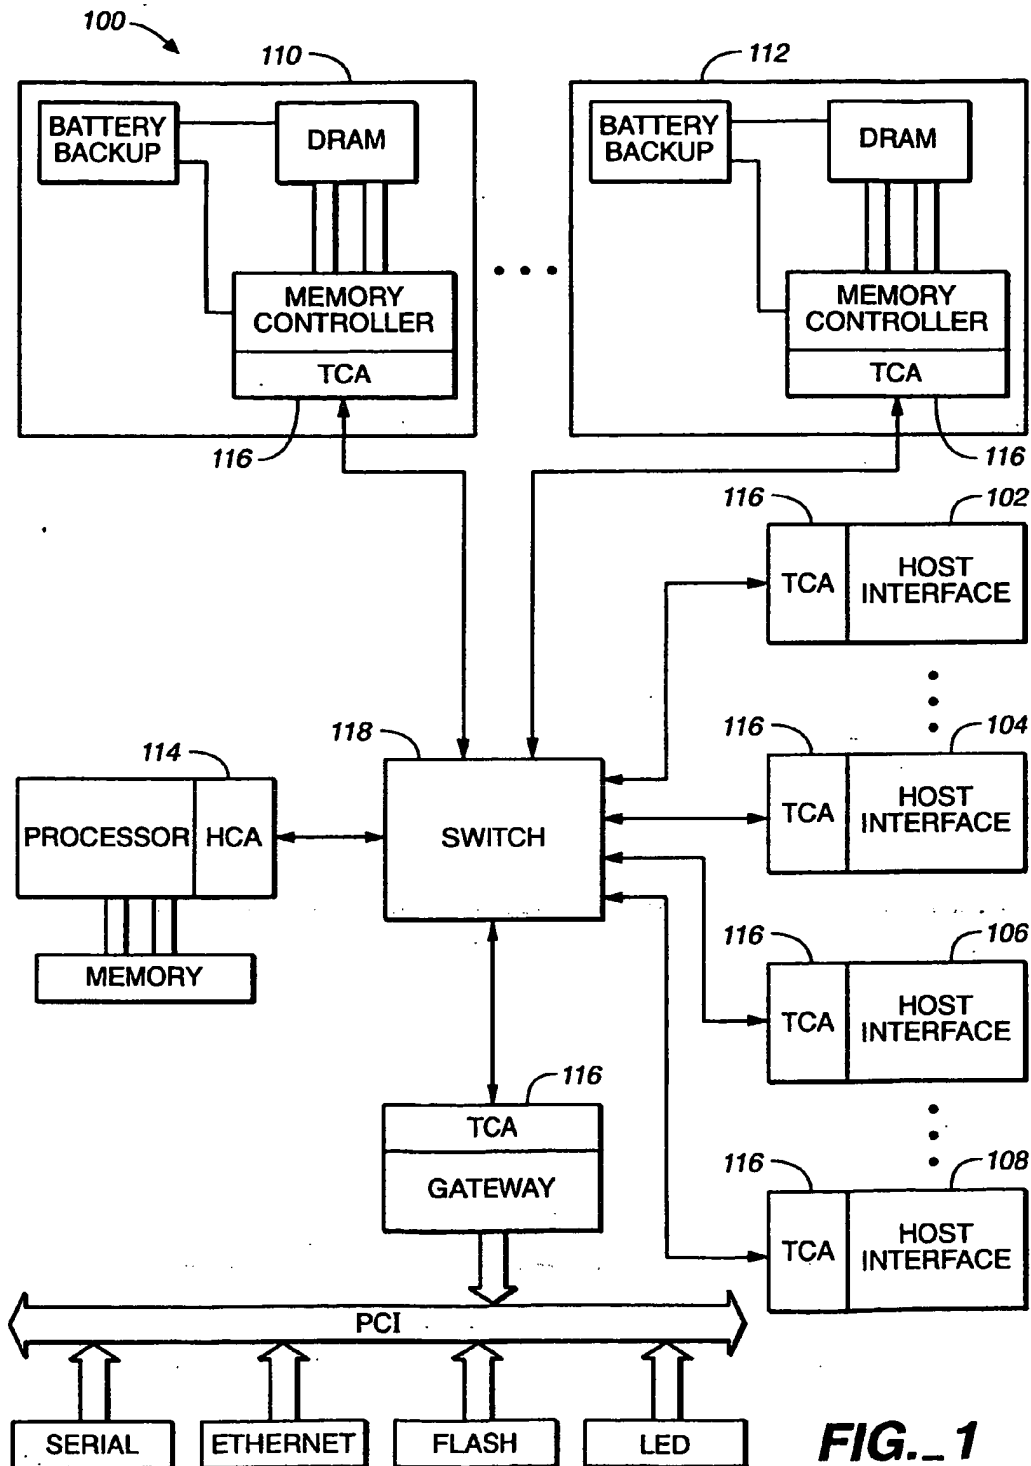 100
110
112
BATTERY
BACKUP
DRAM
BATTERY
BACKUP
DRAM
MEMORY
CONTROLLER
TCA
MEMORY
CONTROLLER
TCA
116
116
116
102
TCA
HOST
INTERFACE
118
114
116
104
PROCESSOR
HCA
SWITCH
TCA
HOST
INTERFACE
MEMORY
116
106
TCA
HOST
INTERFACE
116
TCA
GATEWAY
116
108
TCA
HOST
INTERFACE
PCI
SERIAL
ETHERNET
FLASH
LED
FIG._1